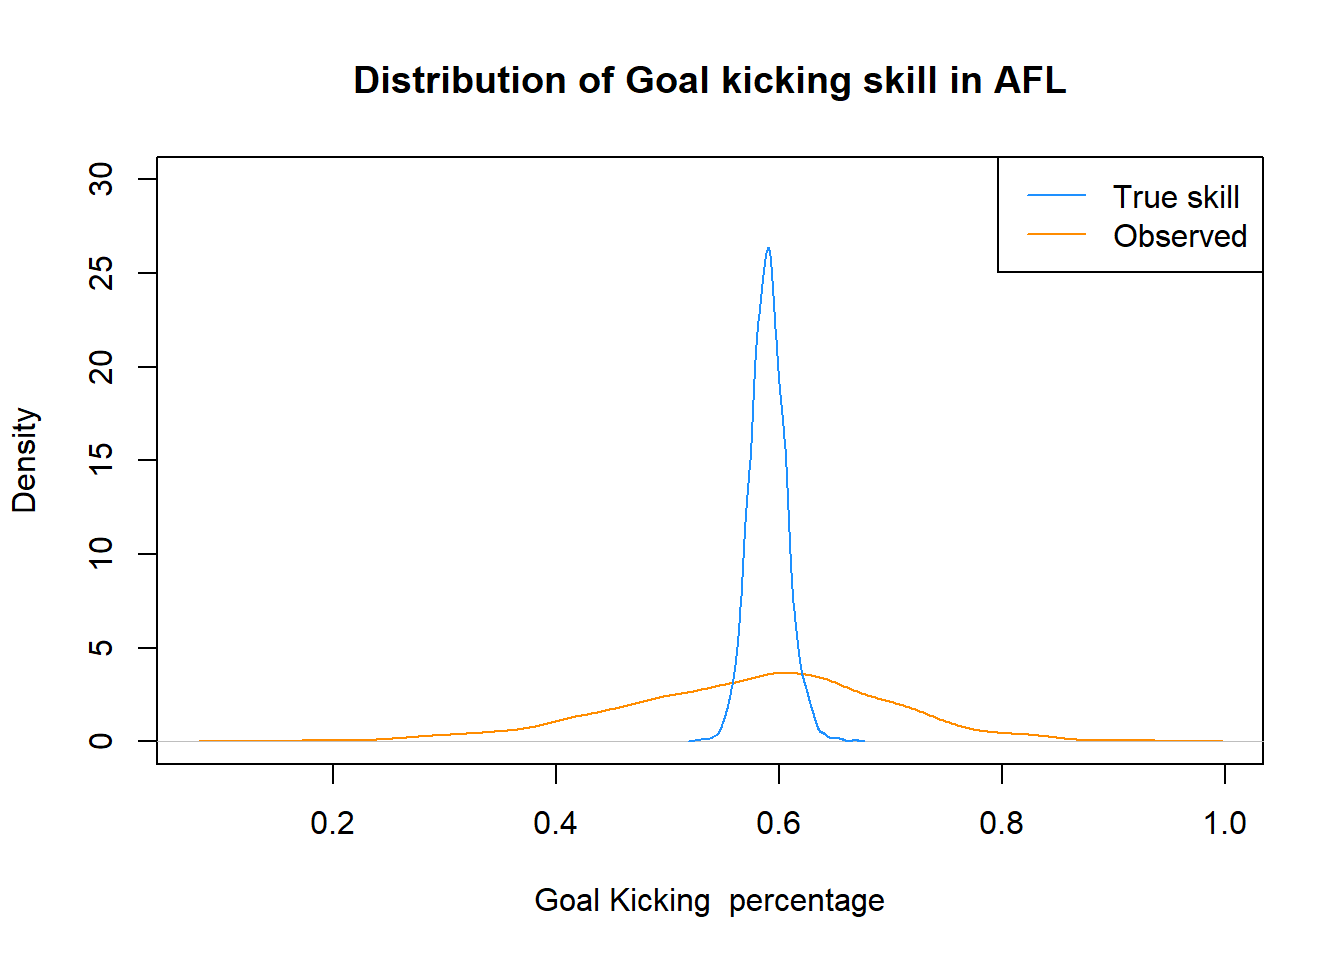 Distribution of Goal kicking skill in AFL
True skill
Observed
30
25
20
15
10
5
0
Density
0.2 0.4 0.6 0.8 1.0
Goal Kicking  percentage